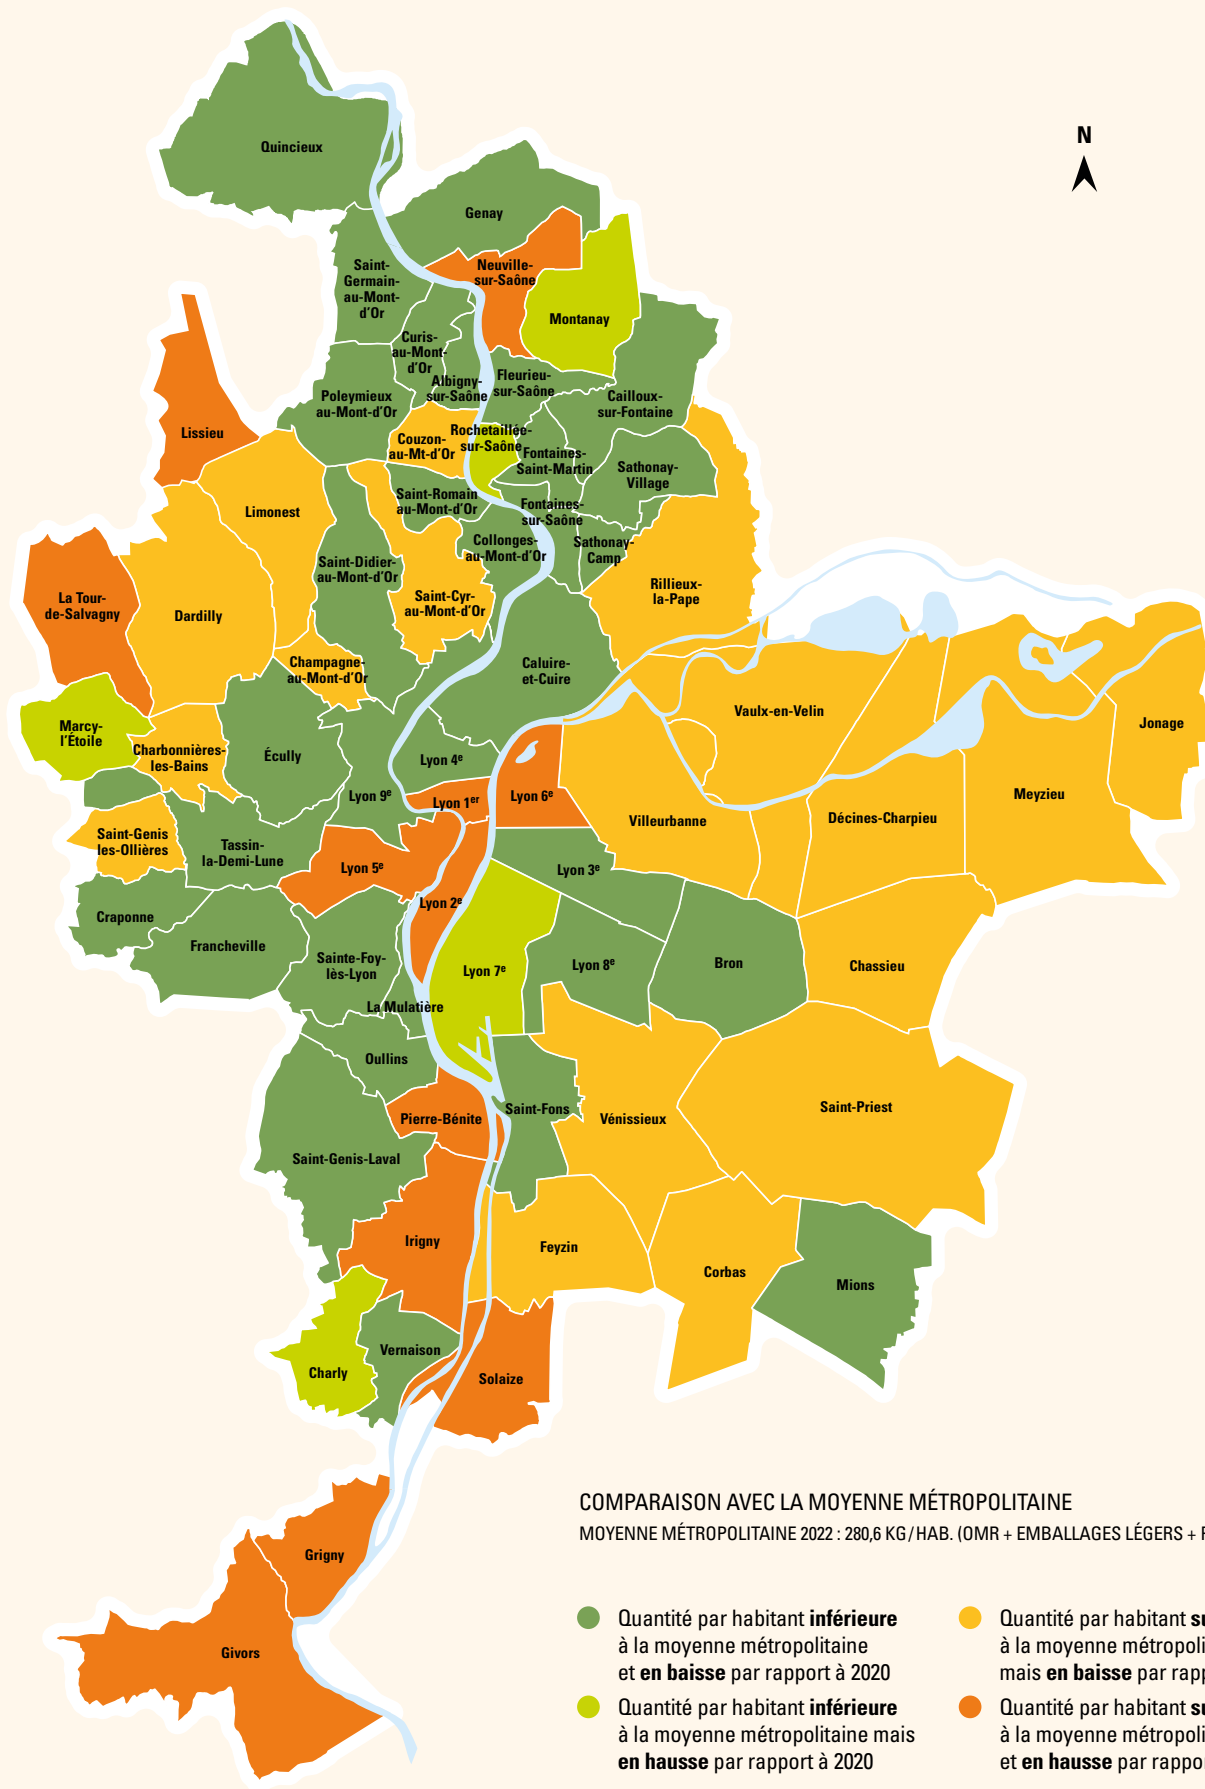 N
Quincieux
Genay
Saint-
Germain-
au-Mont-
d'Or
Neuville-
sur-Saône
Montanay
Curis-
au-Mont-
d'Or
Albigny-
sur-Saône
Fleurieu-
sur-Saône
Poleymieux
au-Mont-d'Or
Cailloux-
sur-Fontaine
Lissieu
Couzon-
au-Mt-d'Or
Rochetaillée-
sur-Saône
Fontaines-
Saint-Martin
Sathonay-
Village
Limonest
Saint-Romain
au-Mont-d'Or
Fontaines-
sur-Saône
Collonges-
au-Mont-d'Or
Sathonay-
Camp
Saint-Didier-
au-Mont-d'Or
Rillieux-
la-Pape
La Tour-
de-Salvagny
Dardilly
Saint-Cyr-
au-Mont-d'Or
Champagne-
au-Mont-d'Or
Caluire-
et-Cuire
Vaulx-en-Velin
Jonage
Marcy-
l'Étoile
Charbonnières-
les-Bains
Écully
Lyon 4e
Lyon 9e
Lyon 1er
Lyon 6e
Meyzieu
Villeurbanne
Décines-Charpieu
Saint-Genis
les-Ollières
Tassin-
la-Demi-Lune
Lyon 5e
Lyon 3e
Lyon 2e
Craponne
Francheville
Sainte-Foy-
lès-Lyon
Lyon 7e
Lyon 8e
Bron
Chassieu
La Mulatière
Oullins
Pierre-Bénite
Saint-Fons
Vénissieux
Saint-Priest
Saint-Genis-Laval
Irigny
Feyzin
Corbas
Mions
Vernaison
Charly
Solaize
Grigny
Givors
COMPARAISON AVEC LA MOYENNE MÉTROPOLITAINE
MOYENNE MÉTROPOLITAINE 2022 : 280,6 KG/HAB. (OMR + EMBALLAGES LÉGERS +
Quantité par habitant inférieure
à la moyenne métropolitaine
et en baisse par rapport à 2020
Quantité par habitant inférieure
à la moyenne métropolitaine mais
en hausse par rapport à 2020
Quantité par habitant
à la moyenne
mais en baisse par
Quantité par habitant
à la moyenne
et en hausse par